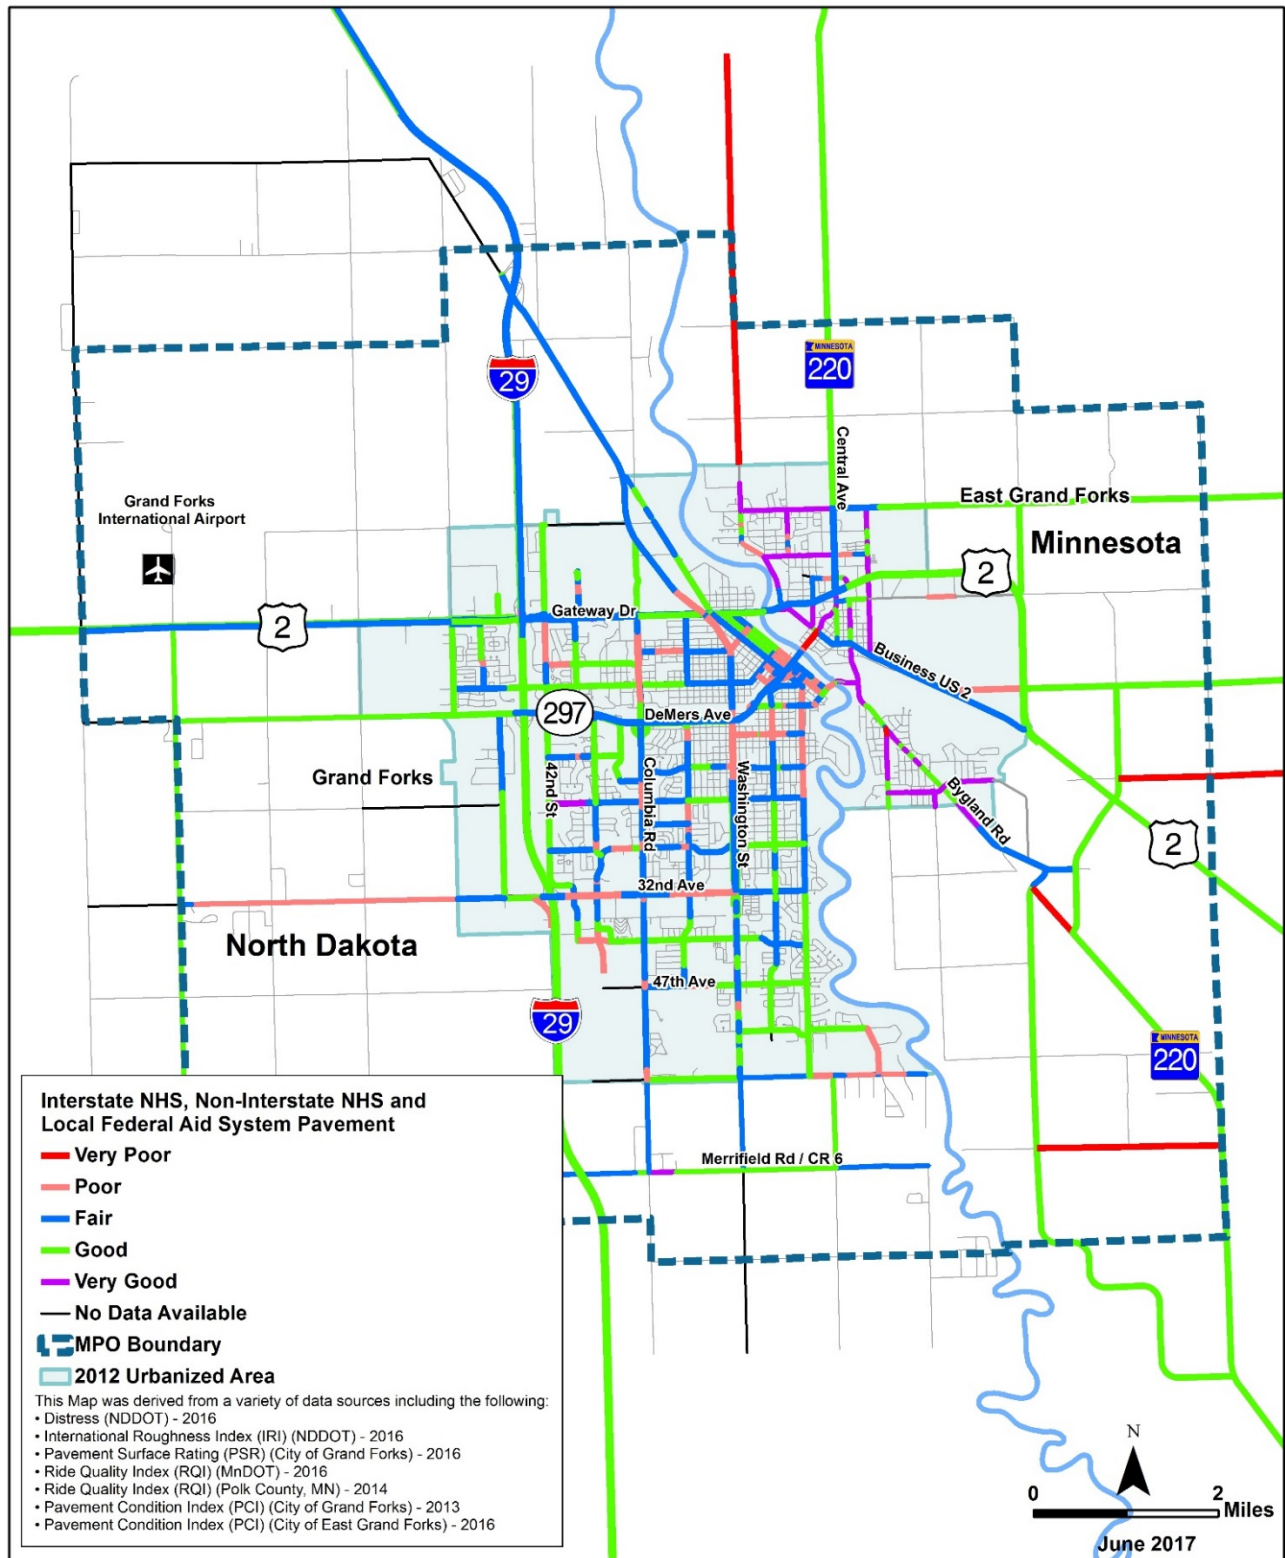 MINNESOTA
220
29
Central Ave
Grand Forks
International Airport
East Grand Forks
Minnesota
2
Gateway Dr
2
Business US 2
297
DeMers Ave
Grand Forks
42nd St
Columbia Rd
Washington St
Bygland Rd
2
32nd Ave
North Dakota
47th Ave
29
MINNESOTA
220
Merrifield Rd / CR 6
Interstate NHS, Non-Interstate NHS and
Local Federal Aid System Pavement
Very Poor
Poor
Fair
Good
Very Good
No Data Available
MPO Boundary
2012 Urbanized Area
This Map was derived from a variety of data sources including the following:
• Distress (NDDOT) - 2016
• International Roughness Index (IRI) (NDDOT) - 2016
• Pavement Surface Rating (PSR) (City of Grand Forks) - 2016
• Ride Quality Index (RQI) (MnDOT) - 2016
• Ride Quality Index (RQI) (Polk County, MN) - 2014
• Pavement Condition Index (PCI) (City of Grand Forks) - 2013
• Pavement Condition Index (PCI) (City of East Grand Forks) - 2016
N
0 2
Miles
June 2017